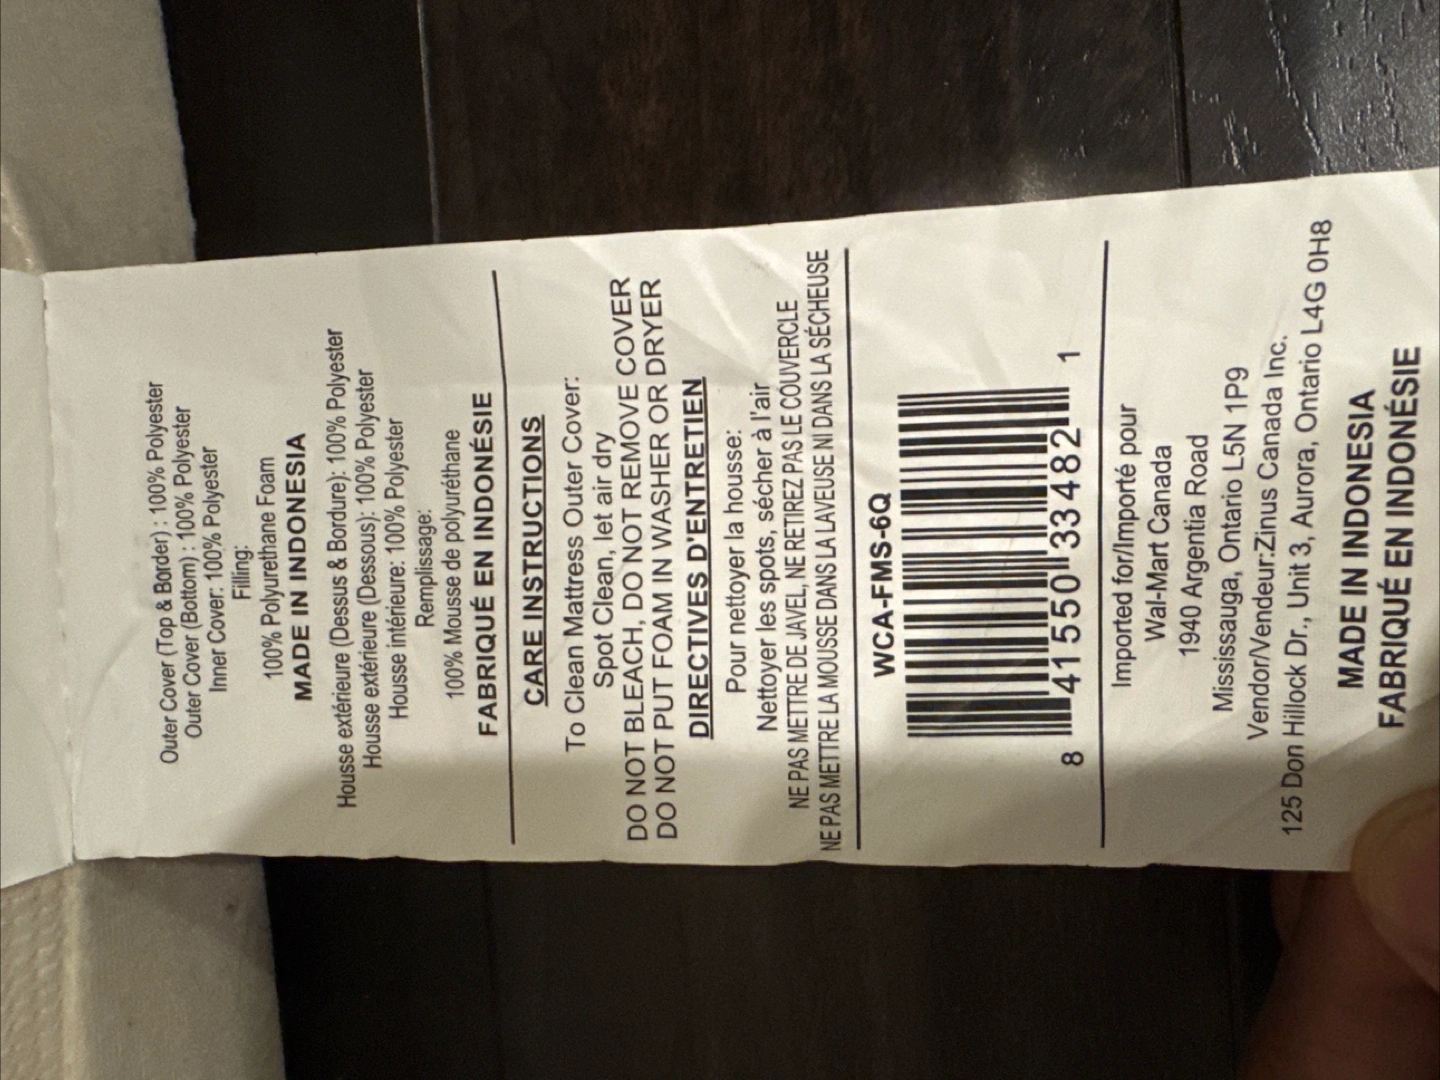 Outer Cover (Top & Border) : 100% Polyester
Outer Cover (Bottom) : 100% Polyester
Inner Cover: 100% Polyester
Filling:
100% Polyurethane Foam
MADE IN INDONESIA
Housse extérieure (Dessus & Bordure): 100% Polyester
Housse extérieure (Dessous): 100% Polyester
Housse intérieure: 100% Polyester
Remplissage:
100% Mousse de polyuréthane
FABRIQUÉ EN INDONÉSIE
CARE INSTRUCTIONS
To Clean Mattress Outer Cover:
Spot Clean, let air dry
DO NOT BLEACH, DO NOT REMOVE COVER
DO NOT PUT FOAM IN WASHER OR DRYER
DIRECTIVES D'ENTRETIEN
Pour nettoyer la housse:
Nettoyer les spots, sécher à l'air
NE PAS METTRE DE JAVEL, NE RETIREZ PAS LE COUVERCLE
NE PAS METTRE LA MOUSSE DANS LA LAVEUSE NI DANS LA SÉCHEUSE
WCA-FMS-6Q
8 41550 33482 1
Imported for/Importé pour
Wal-Mart Canada
1940 Argentia Road
Mississauga, Ontario L5N 1P9
Vendor/Vendeur:Zinus Canada Inc.
125 Don Hillock Dr., Unit 3, Aurora, Ontario L4G 0H8
MADE IN INDONESIA
FABRIQUÉ EN INDONÉSIE